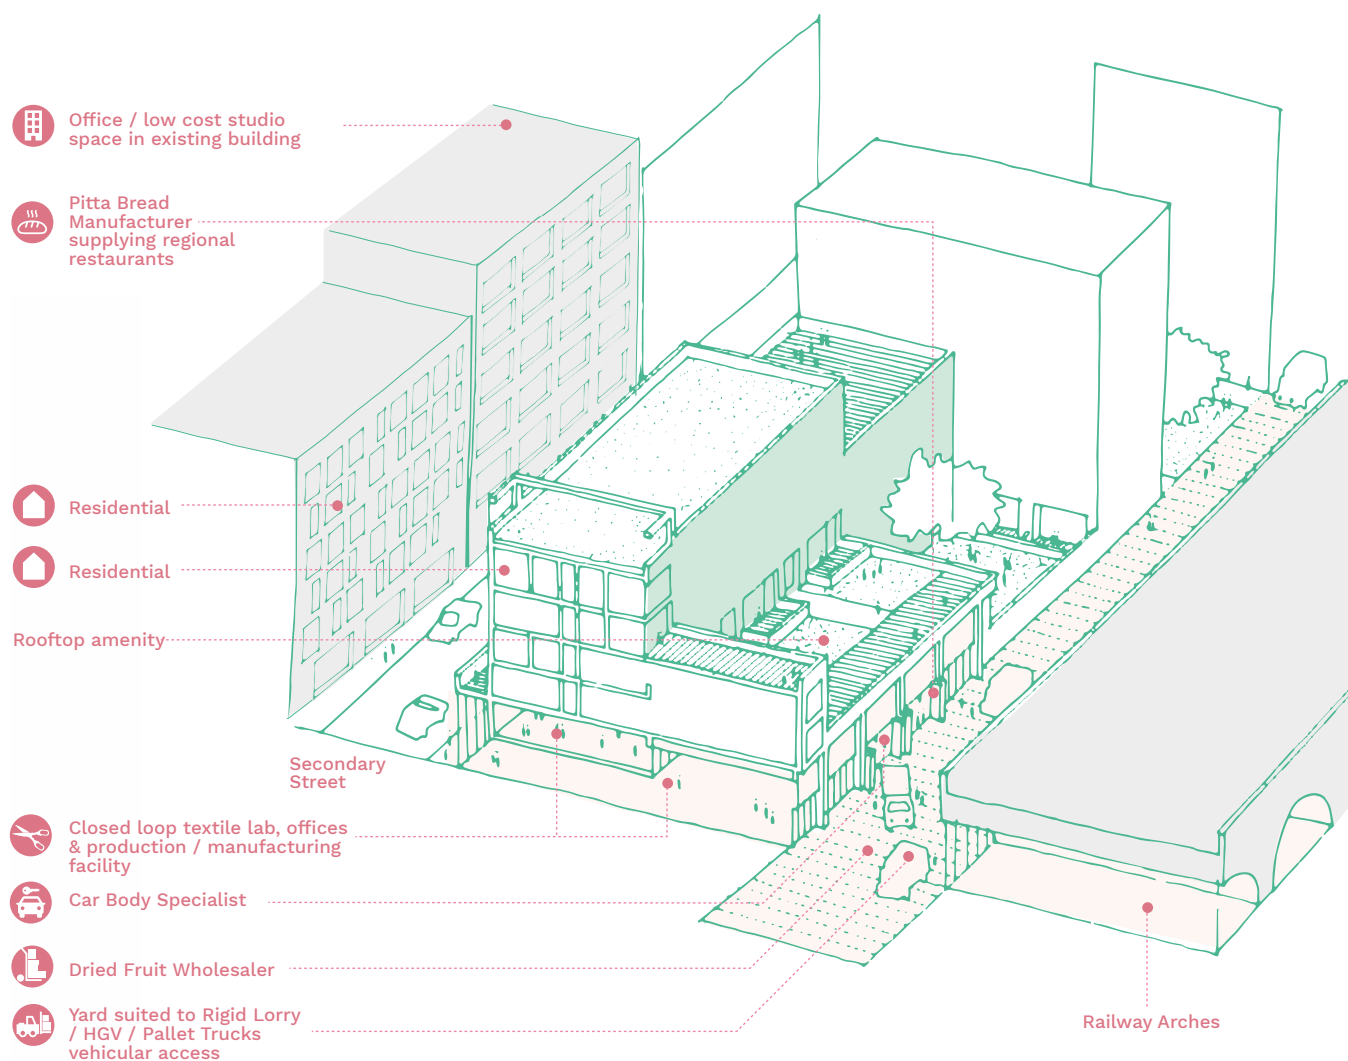 Office / low cost studio
space in existing building
Pitta Bread
Manufacturer
supplying regional
restaurants
Residential
Residential
Rooftop amenity
Secondary
Street
Closed loop textile lab, offices
& production / manufacturing
facility
Car Body Specialist
Dried Fruit Wholesaler
Yard suited to Rigid Lorry
/ HGV / Pallet Trucks
vehicular access
Railway Arches